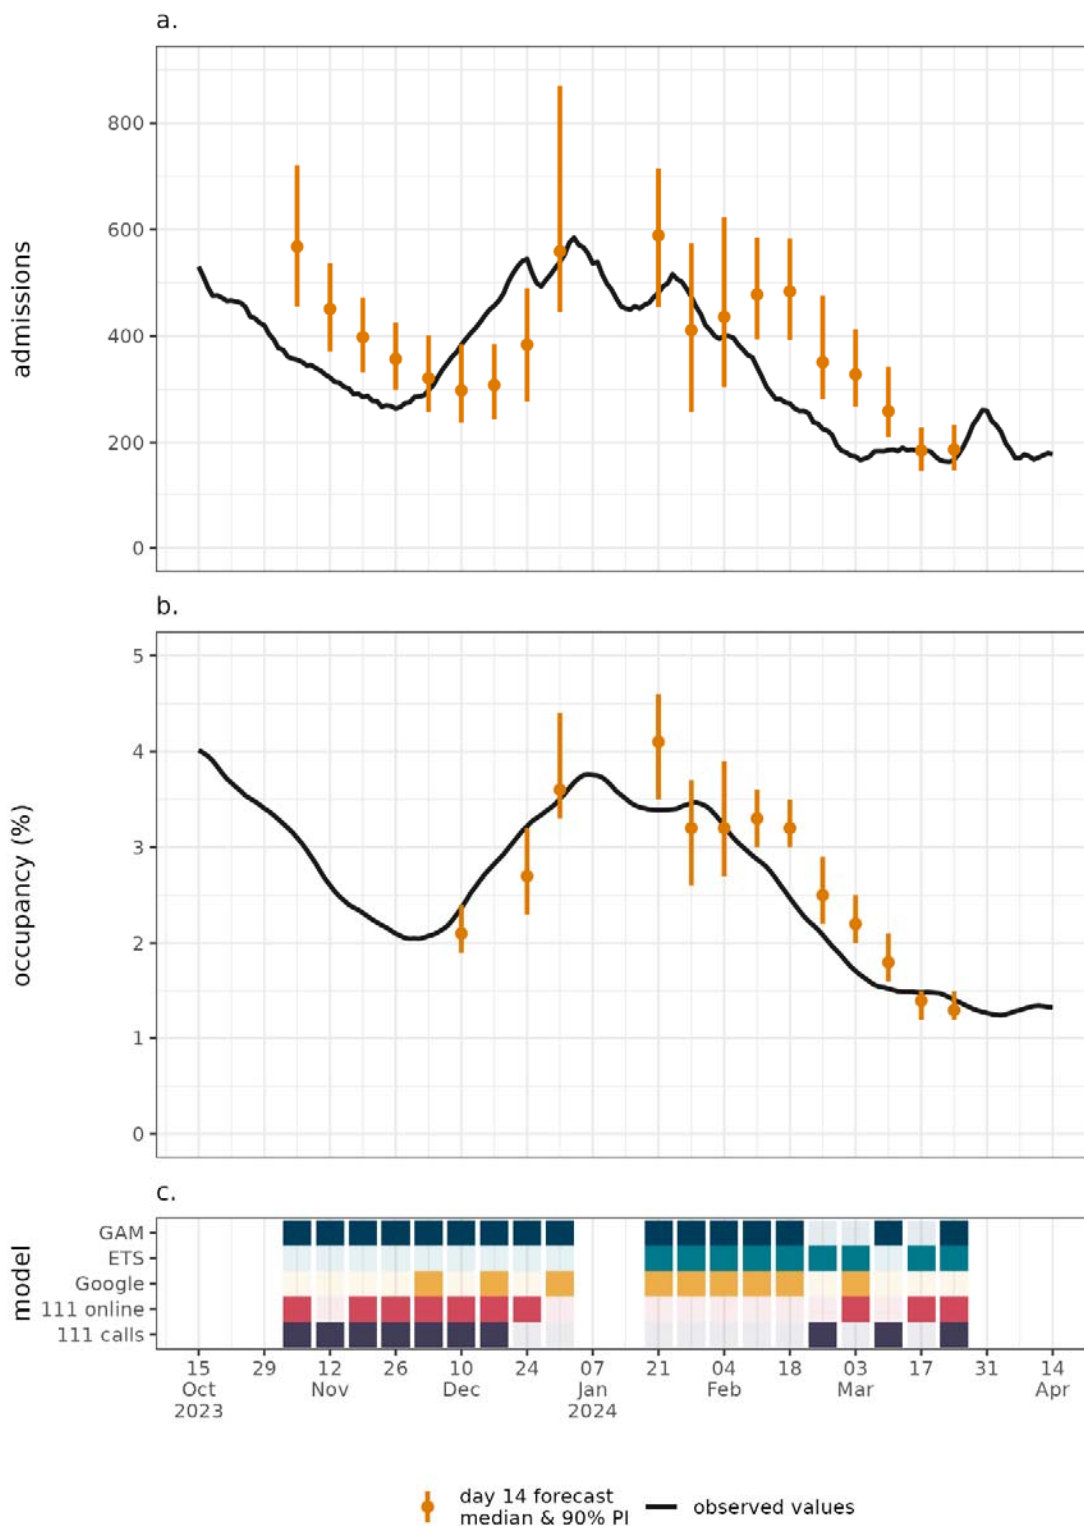 a.
admissions
800
600
400
200
0
b.
occupancy (%)
5
4
3
2
1
0
c.
model
GAM
ETS
Google
111 online
111 calls
15 29 12 26 10 24 07 21 04 18 03 17 31 14
Oct Nov Dec Jan Feb Mar Apr
2023 2024
day 14 forecast
median & 90% PI
observed values